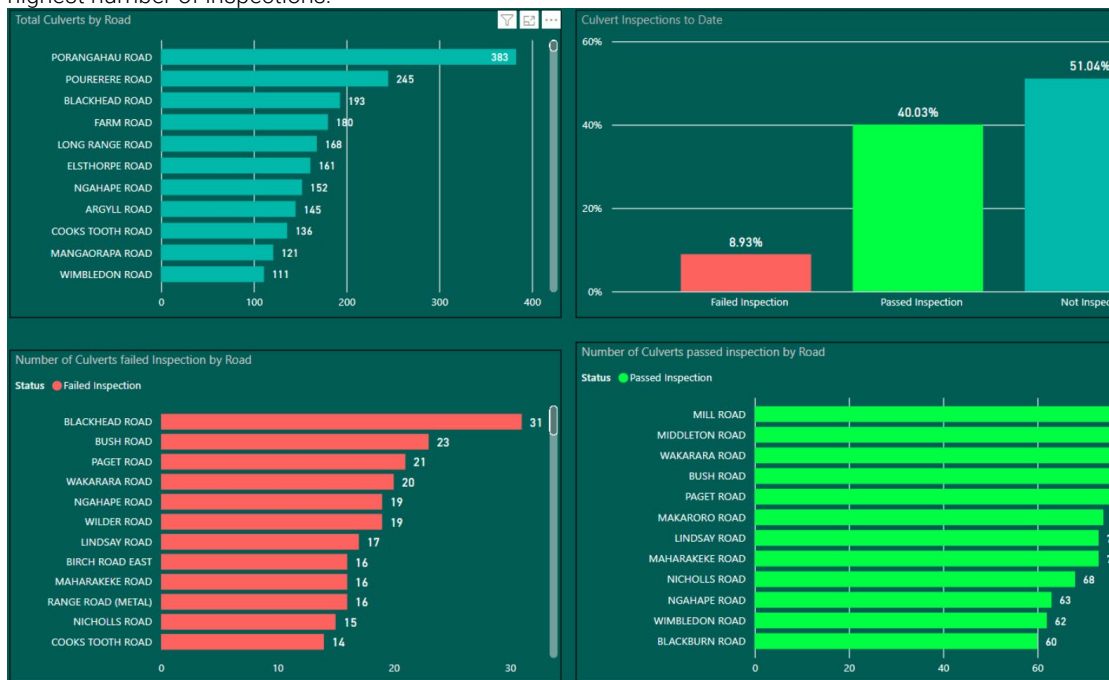 highest number of inspections.
Total Culverts by Road
PORANGAHAU ROAD 383
POURERERE ROAD 245
BLACKHEAD ROAD 193
FARM ROAD 180
LONG RANGE ROAD 168
ELSTHORPE ROAD 161
NGAHAPE ROAD 152
ARGYLL ROAD 145
COOKS TOOTH ROAD 136
MANGAORAPA ROAD 121
WIMBLEDON ROAD 111
0 100 200 300 400
Culvert Inspections to Date
60%
51.04%
40.03%
40%
20%
8.93%
0%
Failed Inspection Passed Inspection Not Inspec
Number of Culverts failed Inspection by Road
Status Failed Inspection
BLACKHEAD ROAD 31
BUSH ROAD 23
PAGET ROAD 21
WAKARARA ROAD 20
NGAHAPE ROAD 19
WILDER ROAD 19
LINDSAY ROAD 17
BIRCH ROAD EAST 16
MAHARAKEKE ROAD 16
RANGE ROAD (METAL) 16
NICHOLLS ROAD 15
COOKS TOOTH ROAD 14
0 10 20 30
Number of Culverts passed inspection by Road
Status Passed Inspection
MILL ROAD
MIDDLETON ROAD
WAKARARA ROAD
BUSH ROAD
PAGET ROAD
MAKARORO ROAD
LINDSAY ROAD
MAHARAKEKE ROAD
NICHOLLS ROAD 68
NGAHAPE ROAD 63
WIMBLEDON ROAD 62
BLACKBURN ROAD 60
0 20 40 60